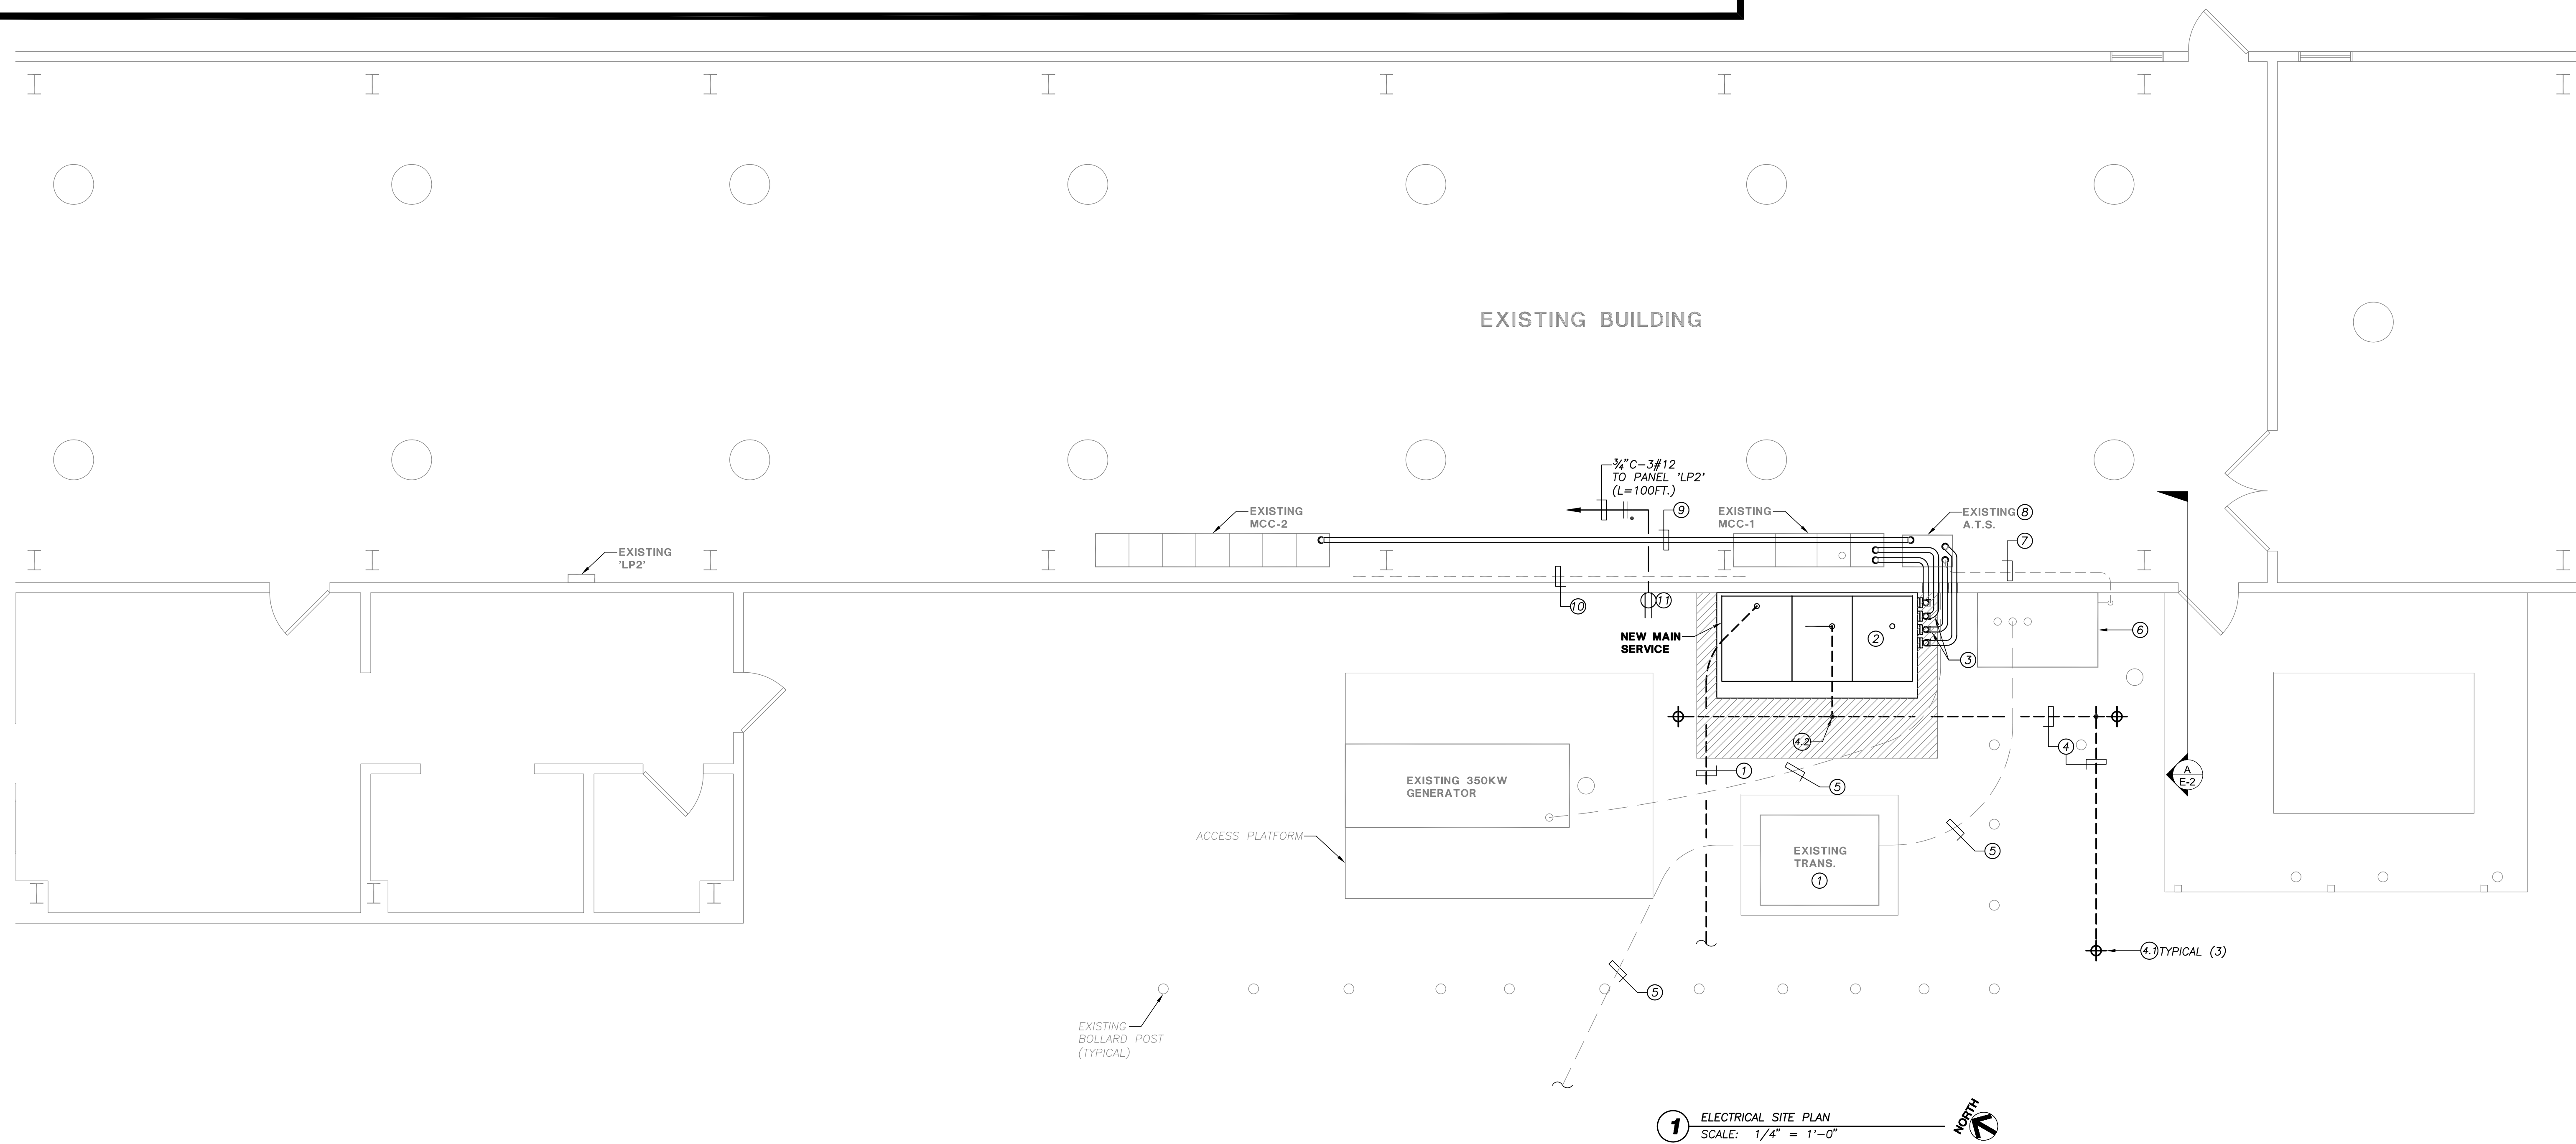 EXISTING BUILDING
¾"C-3#12
TO PANEL 'LP2'
(L=100FT.)
9
EXISTING
MCC-2
EXISTING
MCC-1
EXISTING 8
A.T.S.
7
EXISTING
'LP2'
10
11
NEW MAIN
SERVICE
2
6
3
4.2
4
1
5
EXISTING 350KW
GENERATOR
A
E-2
ACCESS PLATFORM
EXISTING
TRANS.
1
5
4.1 TYPICAL (3)
5
EXISTING
BOLLARD POST
(TYPICAL)
1
ELECTRICAL SITE PLAN
SCALE: 1/4" = 1'-0"
NORTH